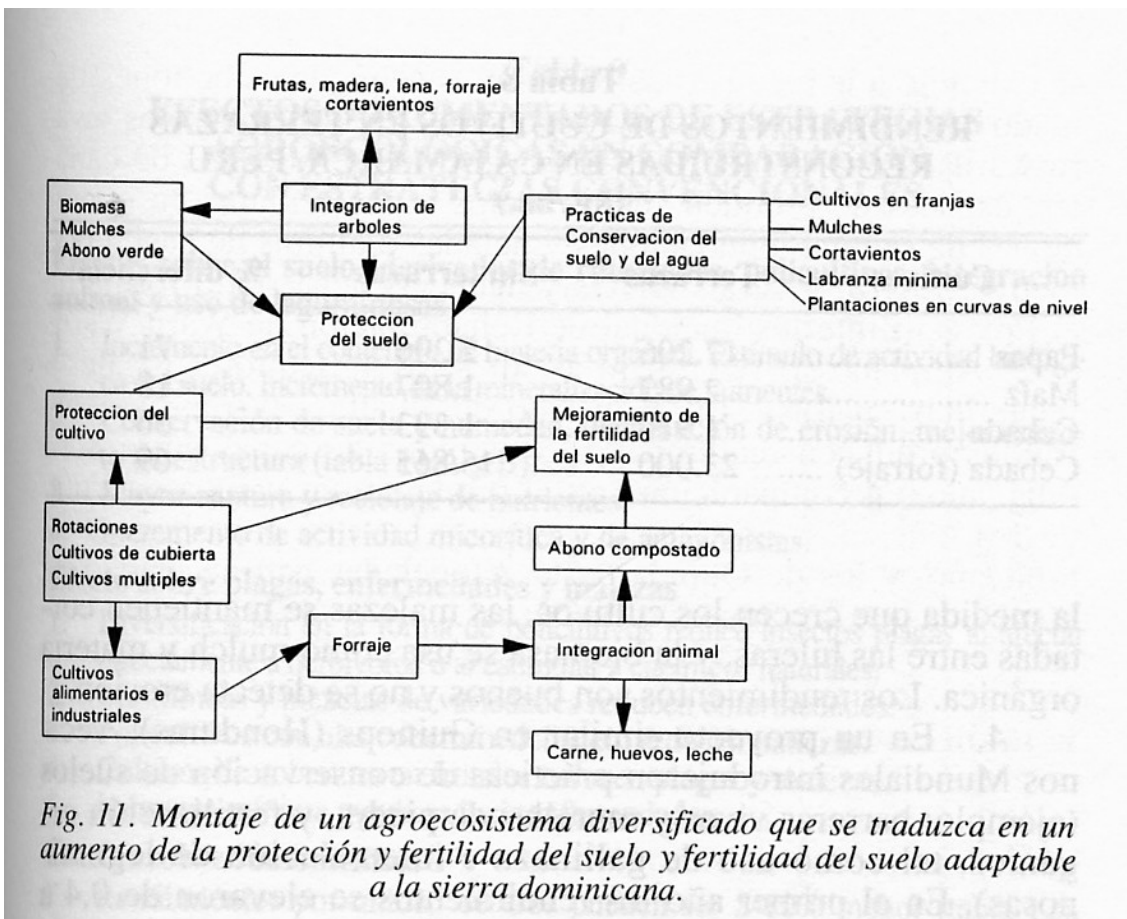 Frutas, madera, lena, forraje
cortavientos
Biomasa
Mulches
Abono verde
Integracion de
arboles
Practicas de
Conservacion del
suelo y del agua
Cultivos en franjas
Mulches
Cortavientos
Labranza minima
Plantaciones en curvas de nivel
Proteccion
del suelo
Proteccion del
cultivo
Mejoramiento de
la fertilidad
del suelo
Rotaciones
Cultivos de cubierta
Cultivos multiples
Abono compostado
Cultivos
alimentarios e
industriales
Forraje
Integracion animal
Carne, huevos, leche
Fig. 11. Montaje de un agroecosistema diversificado que se traduzca en un
aumento de la protección y fertilidad del suelo y fertilidad del suelo adaptable
a la sierra dominicana.